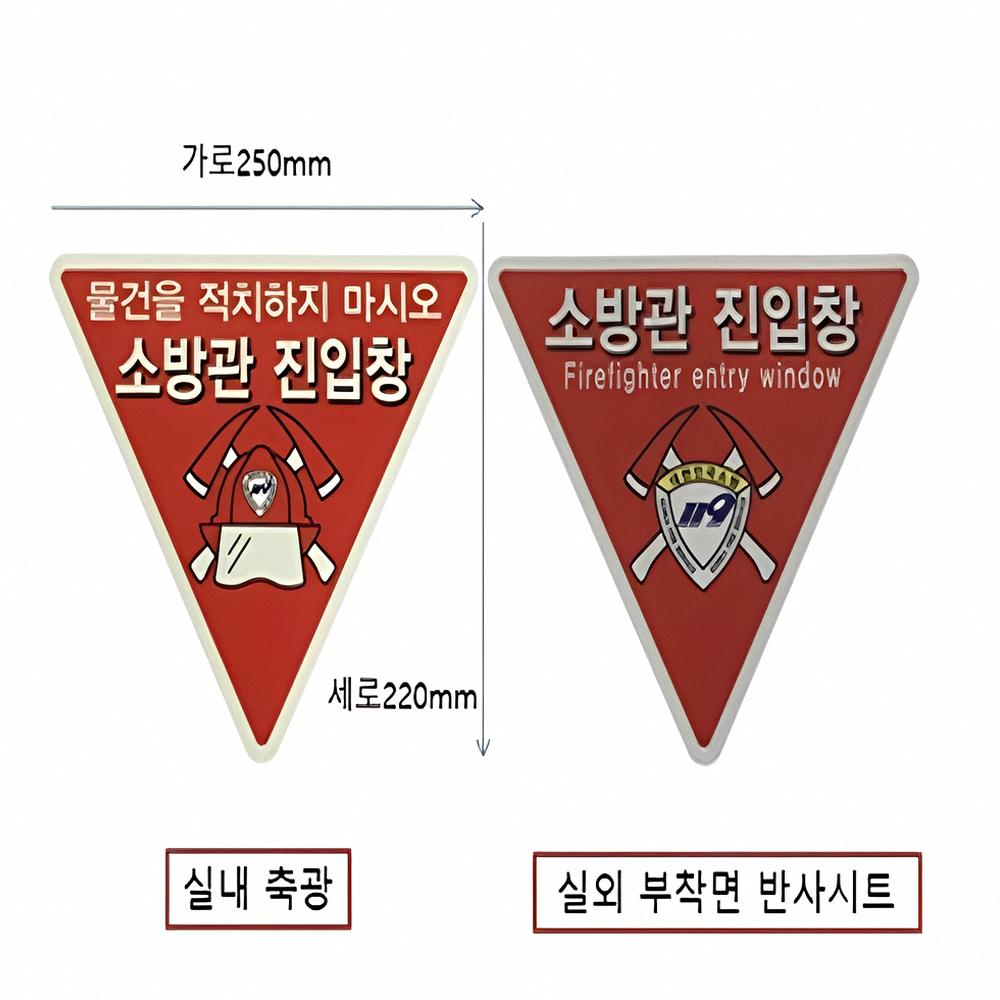 가로250mm
물건을 적치하지 마시오
소방관 진입창
소방관 진입창
Firefighter entry window
119
세로220mm
실내 축광
실외 부착면 반사시트